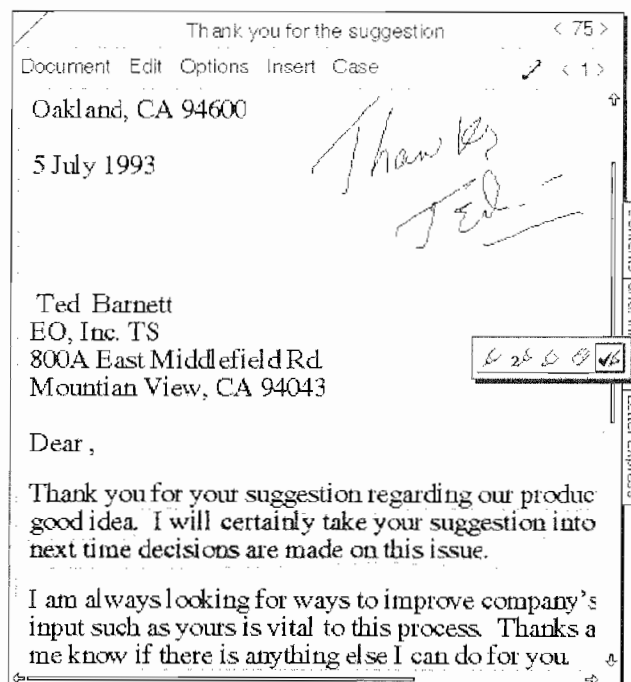 Thank you for the suggestion < 75 >
Document Edit Options Insert Case < 1 >
Oakland, CA 94600
Thanks
5 July 1993
Ted
Ted Barnett
EO, Inc. TS
800A East Middlefield Rd.
Mountian View, CA 94043
Dear ,
Thank you for your suggestion regarding our produc
good idea. I will certainly take your suggestion into
next time decisions are made on this issue.
I am always looking for ways to improve company's
input such as yours is vital to this process. Thanks a
me know if there is anything else I can do for you.